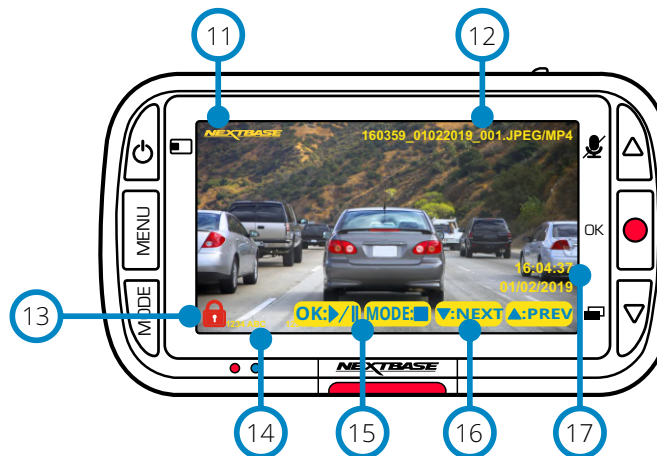 11
12
NEXTBASE
160359_01022019_001.JPEG/MP4
MENU
OK
MODE
16:04:37
01/02/2019
13
OK:▶/II
MODE:■
▼:NEXT
▲:PREV
NEXTBASE
14
15
16
17